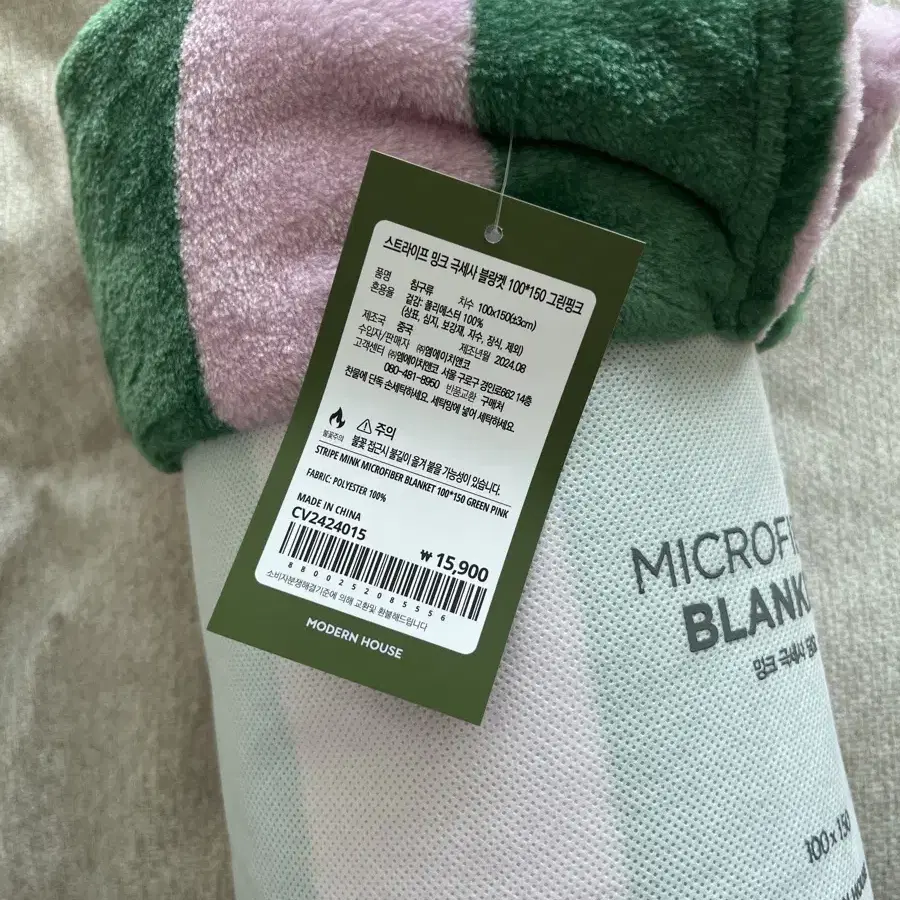 스트라이프 밍크 극세사 블랑켓 100*150 그린핑크
품명 침구류 치수 100x150(±3cm)
혼용율 겉감: 폴리에스터 100%
(상표, 심지, 보강재, 자수, 장식, 제외)
제조국 중국 제조년월 2024.08
수입자/판매자 ㈜엠에이치앤코
고객센터 ㈜엠에이치앤코 서울 구로구 경인로662 14층
080-481-8960 반품교환 구매처
찬물에 단독 손세탁하세요. 세탁망에 넣어 세탁하세요.
불꽃주의
⚠ 주의
불꽃 접근시 불길이 옮겨 붙을 가능성이 있습니다.
STRIPE MINK MICROFIBER BLANKET 100*150 GREEN PINK
FABRIC: POLYESTER 100%
MADE IN CHINA
CV2424015
₩ 15,900
8800252085556
소비자분쟁해결기준에 의해 교환및 환불해드립니다
MODERN HOUSE
밍크 극세사
100 x 150